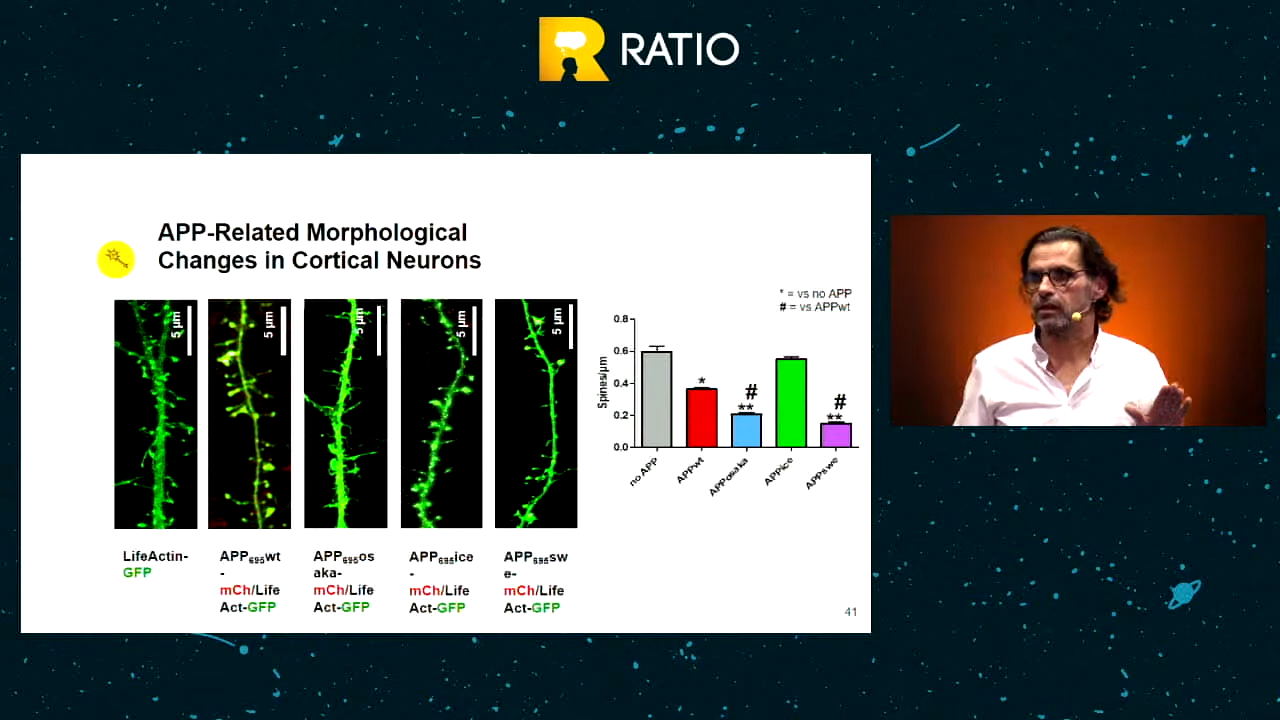 RATIO
APP-Related Morphological
Changes in Cortical Neurons
5 µm
5 µm
5 µm
5 µm
5 µm
* = vs no APP
# = vs APPwt
Spines/µm
0.8
0.6
0.4
0.2
0.0
*
#
**
#
**
no APP
APPwt
APPosaka
APPice
APPswe
LifeActin-
GFP
APP695wt
-
mCh/Life
Act-GFP
APP695os
aka-
mCh/Life
Act-GFP
APP695ice
-
mCh/Life
Act-GFP
APP695sw
e-
mCh/Life
Act-GFP
41